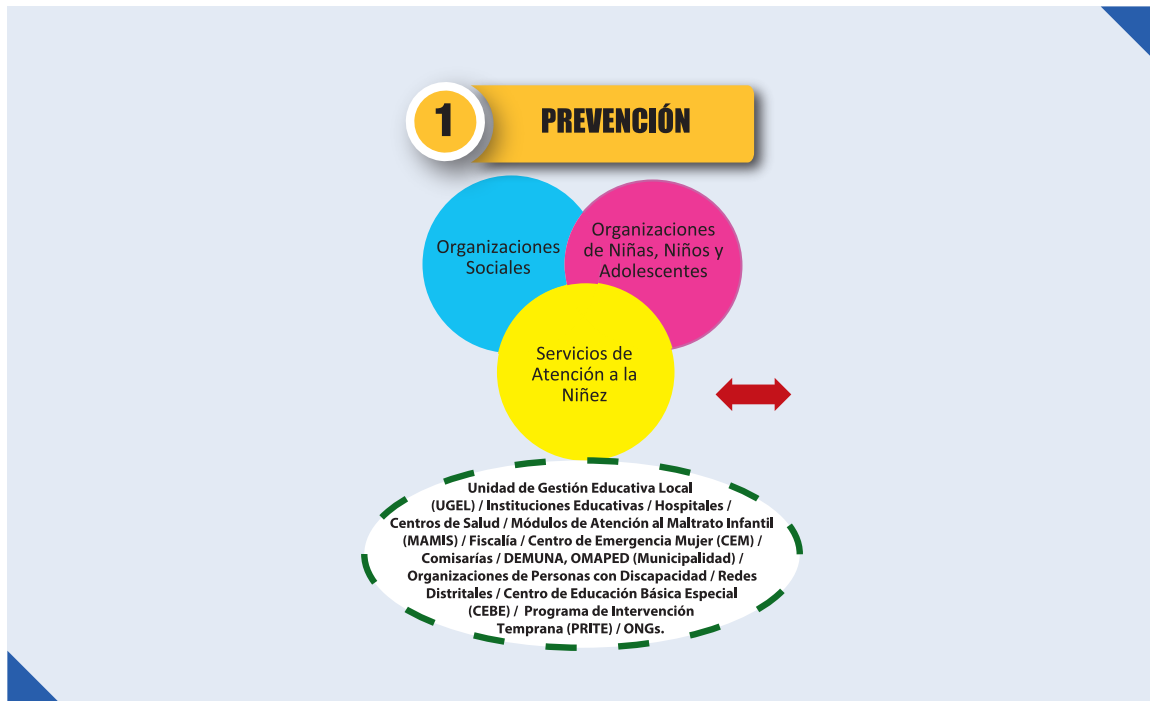 1
PREVENCIÓN
Organizaciones
Sociales
Organizaciones
de Niñas, Niños y
Adolescentes
Servicios de
Atención a la
Niñez
Unidad de Gestión Educativa Local
(UGEL) / Instituciones Educativas / Hospitales /
Centros de Salud / Módulos de Atención al Maltrato Infantil
(MAMIS) / Fiscalía / Centro de Emergencia Mujer (CEM) /
Comisarías / DEMUNA, OMAPED (Municipalidad) /
Organizaciones de Personas con Discapacidad / Redes
Distritales / Centro de Educación Básica Especial
(CEBE) / Programa de Intervención
Temprana (PRITE) / ONGs.